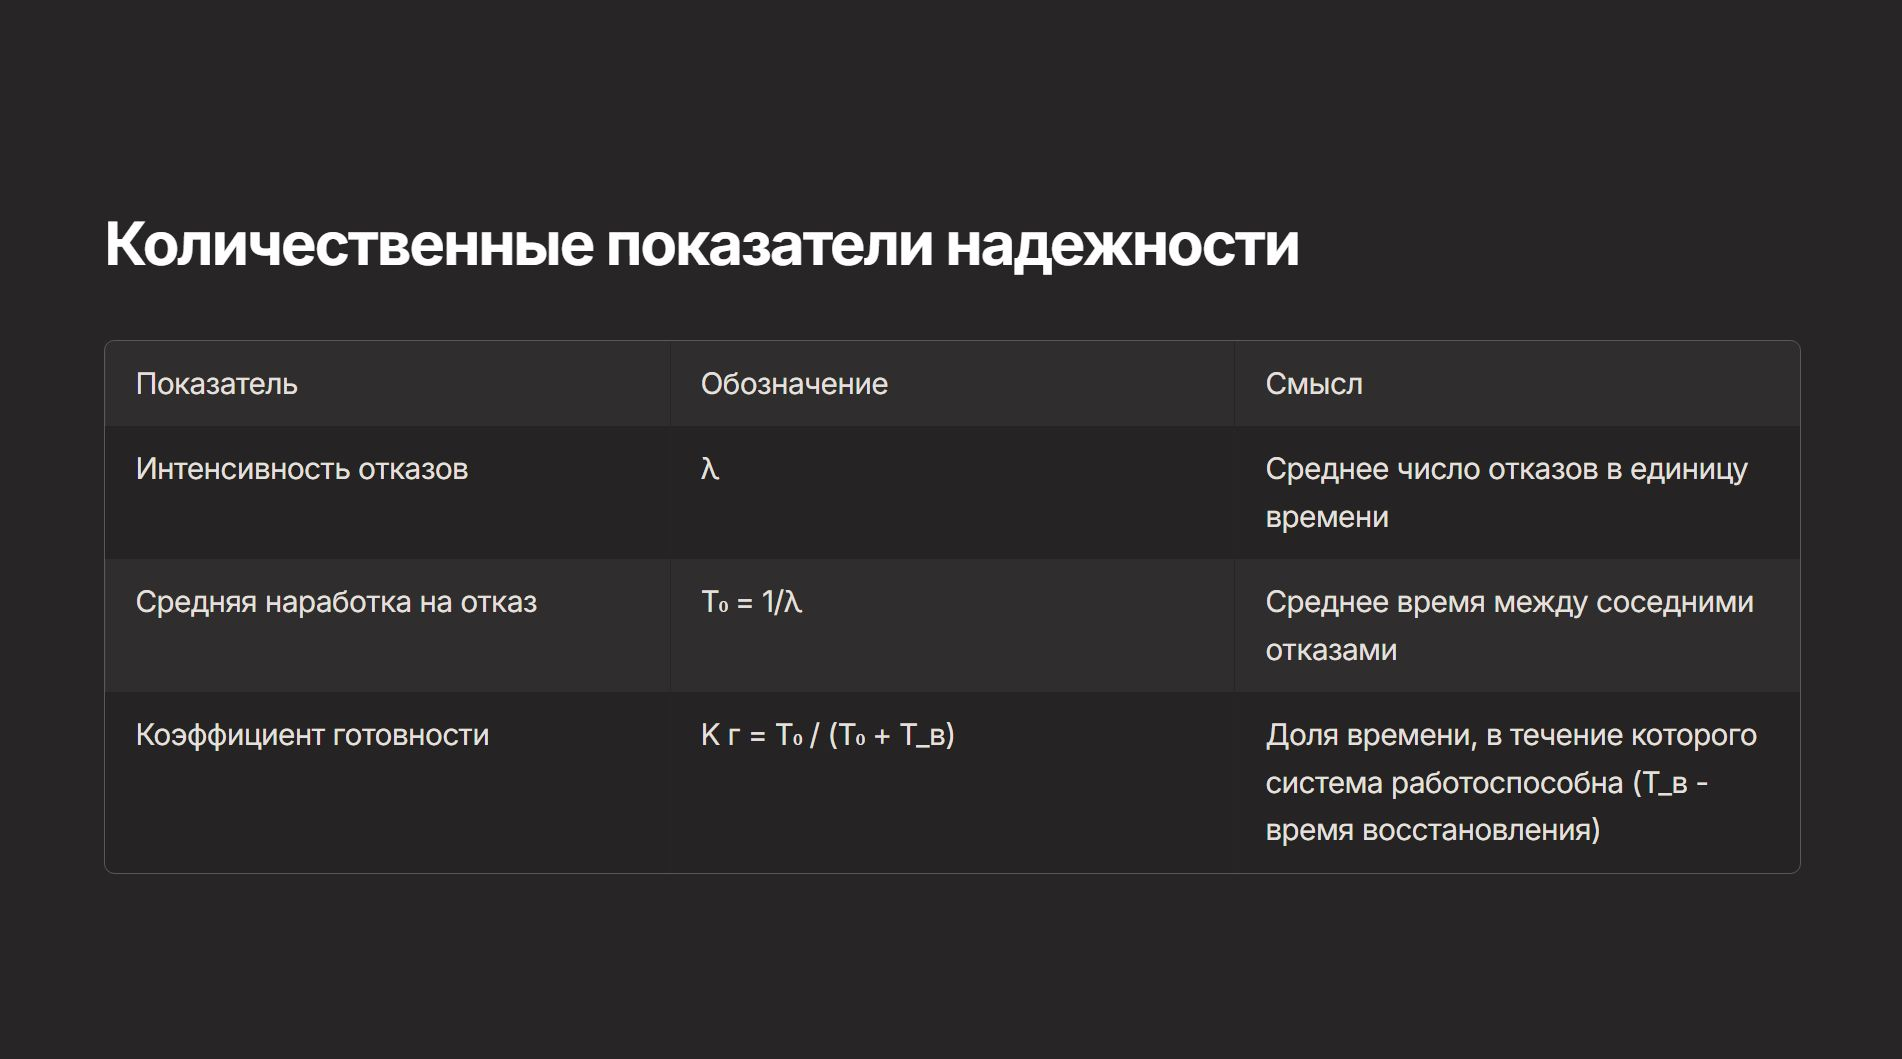 Количественные показатели надежности
Показатель
Обозначение
Смысл
Интенсивность отказов
λ
Среднее число отказов в единицу
времени
Средняя наработка на отказ
T₀ = 1/λ
Среднее время между соседними
отказами
Коэффициент готовности
K г = T₀ / (T₀ + T_в)
Доля времени, в течение которого
система работоспособна (T_в -
время восстановления)